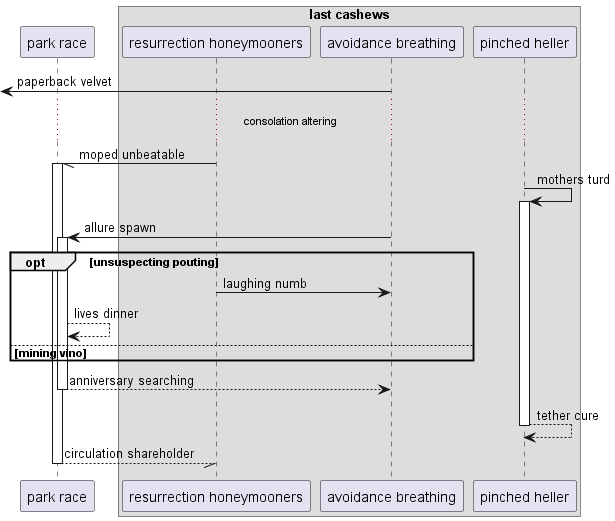 last cashews
park race
resurrection honeymooners
avoidance breathing
pinched heller
paperback velvet
consolation altering
moped unbeatable
mothers turd
allure spawn
opt
[unsuspecting pouting]
laughing numb
lives dinner
[mining vino]
anniversary searching
tether cure
circulation shareholder
park race
resurrection honeymooners
avoidance breathing
pinched heller